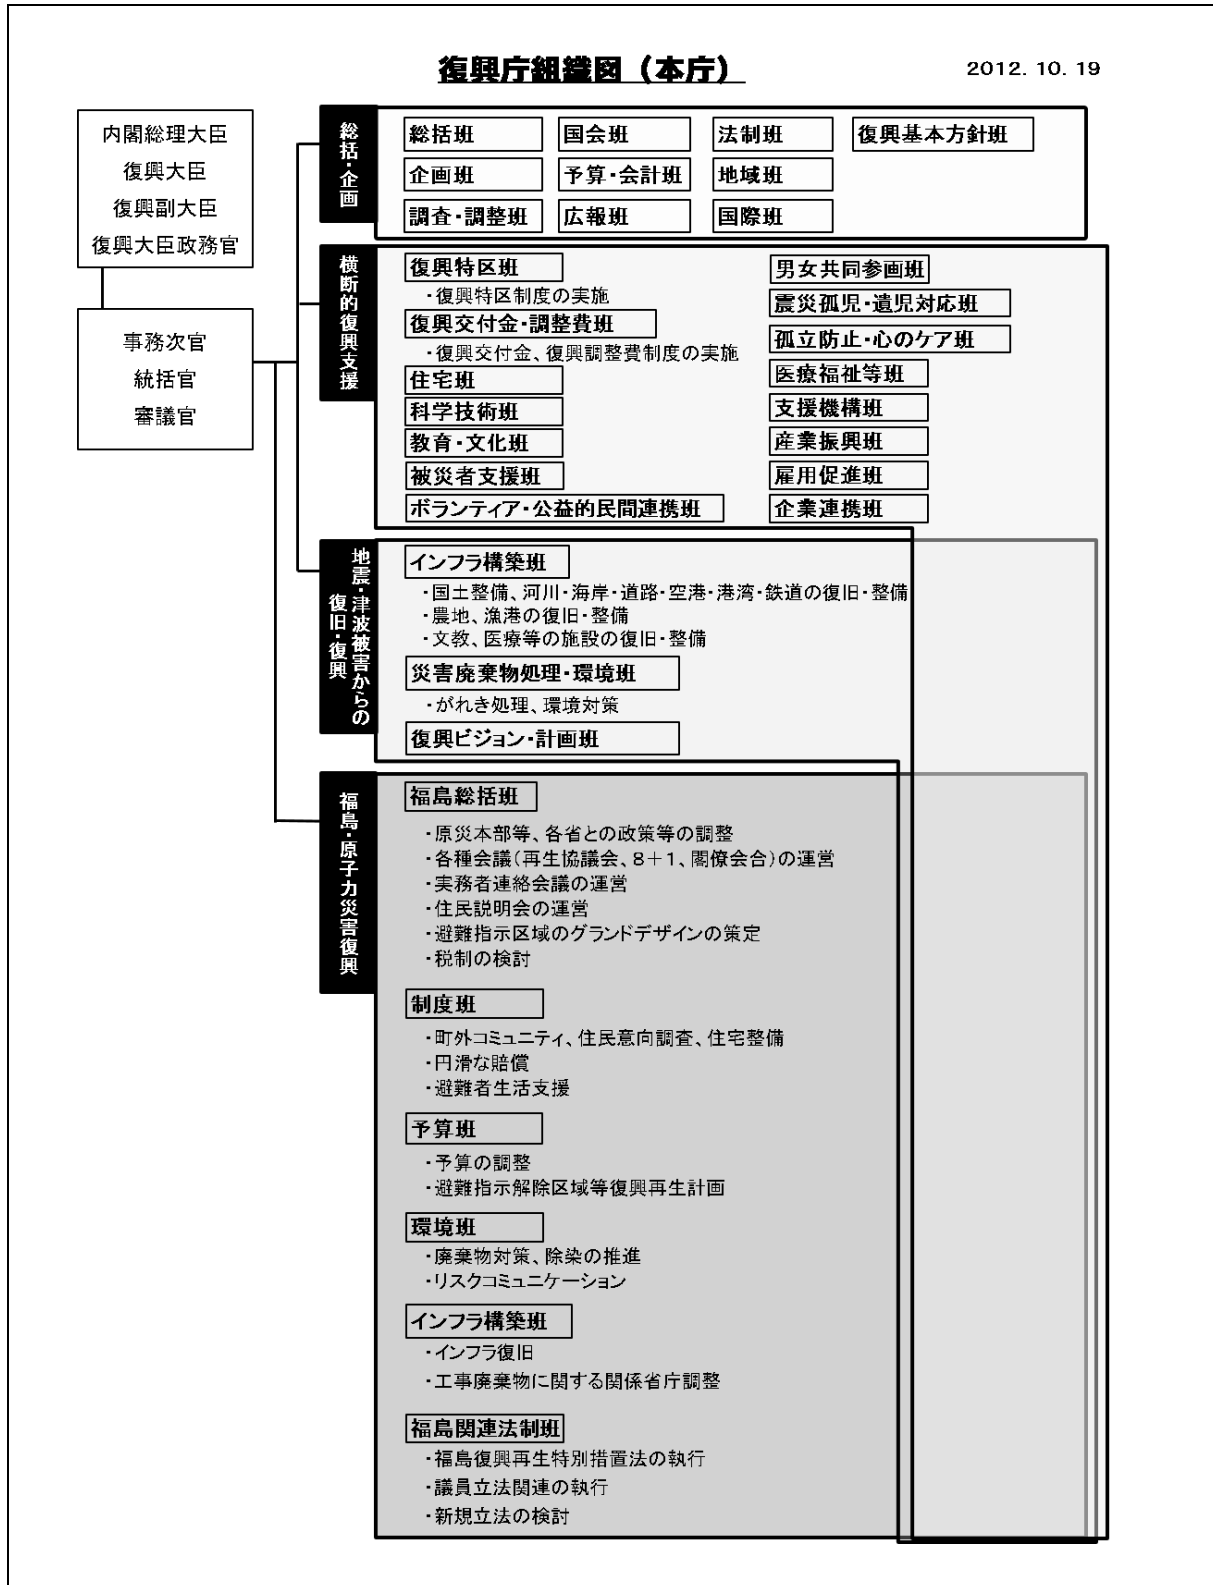 復興庁組織図（本庁）
2012. 10. 19
内閣総理大臣
復興大臣
復興副大臣
復興大臣政務官
事務次官
統括官
審議官
総括・企画
総括班
国会班
法制班
復興基本方針班
企画班
予算・会計班
地域班
調査・調整班
広報班
国際班
横断的復興支援
復興特区班
・復興特区制度の実施
復興交付金・調整費班
・復興交付金、復興調整費制度の実施
住宅班
科学技術班
教育・文化班
被災者支援班
ボランティア・公益的民間連携班
男女共同参画班
震災孤児・遺児対応班
孤立防止・心のケア班
医療福祉等班
支援機構班
産業振興班
雇用促進班
企業連携班
地震・津波被害からの
復旧・復興
インフラ構築班
・国土整備、河川・海岸・道路・空港・港湾・鉄道の復旧・整備
・農地、漁港の復旧・整備
・文教、医療等の施設の復旧・整備
災害廃棄物処理・環境班
・がれき処理、環境対策
復興ビジョン・計画班
福島・原子力災害復興
福島総括班
・原災本部等、各省との政策等の調整
・各種会議（再生協議会、８＋１、閣僚会合）の運営
・実務者連絡会議の運営
・住民説明会の運営
・避難指示区域のグランドデザインの策定
・税制の検討
制度班
・町外コミュニティ、住民意向調査、住宅整備
・円滑な賠償
・避難者生活支援
予算班
・予算の調整
・避難指示解除区域等復興再生計画
環境班
・廃棄物対策、除染の推進
・リスクコミュニケーション
インフラ構築班
・インフラ復旧
・工事廃棄物に関する関係省庁調整
福島関連法制班
・福島復興再生特別措置法の執行
・議員立法関連の執行
・新規立法の検討